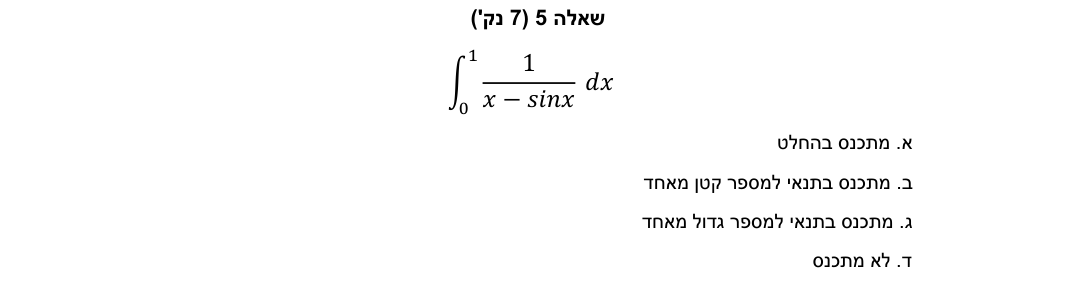 שאלה 5 (7 נק')
∫₀¹ 1/(x − sinx) dx
א. מתכנס בהחלט
ב. מתכנס בתנאי למספר קטן מאחד
ג. מתכנס בתנאי למספר גדול מאחד
ד. לא מתכנס